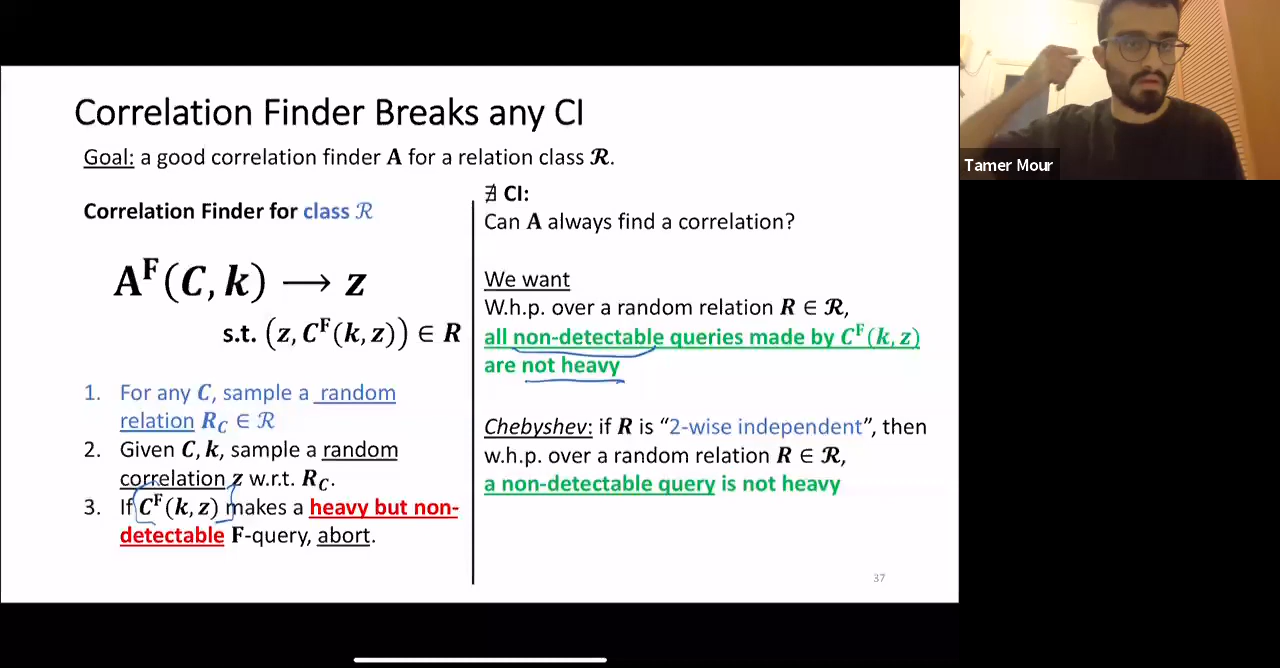 Correlation Finder Breaks any CI
Goal: a good correlation finder A for a relation class ℛ.
Correlation Finder for class ℛ
A^F(C, k) ⟶ z
s.t. (z, C^F(k, z)) ∈ R
1. For any C, sample a random
relation R_C ∈ ℛ
2. Given C, k, sample a random
correlation z w.r.t. R_C.
3. If C^F(k, z) makes a heavy but non-
detectable F-query, abort.
∄ CI:
Can A always find a correlation?
We want
W.h.p. over a random relation R ∈ ℛ,
all non-detectable queries made by C^F(k, z)
are not heavy
Chebyshev: if R is “2-wise independent”, then
w.h.p. over a random relation R ∈ ℛ,
a non-detectable query is not heavy
37
Tamer Mour